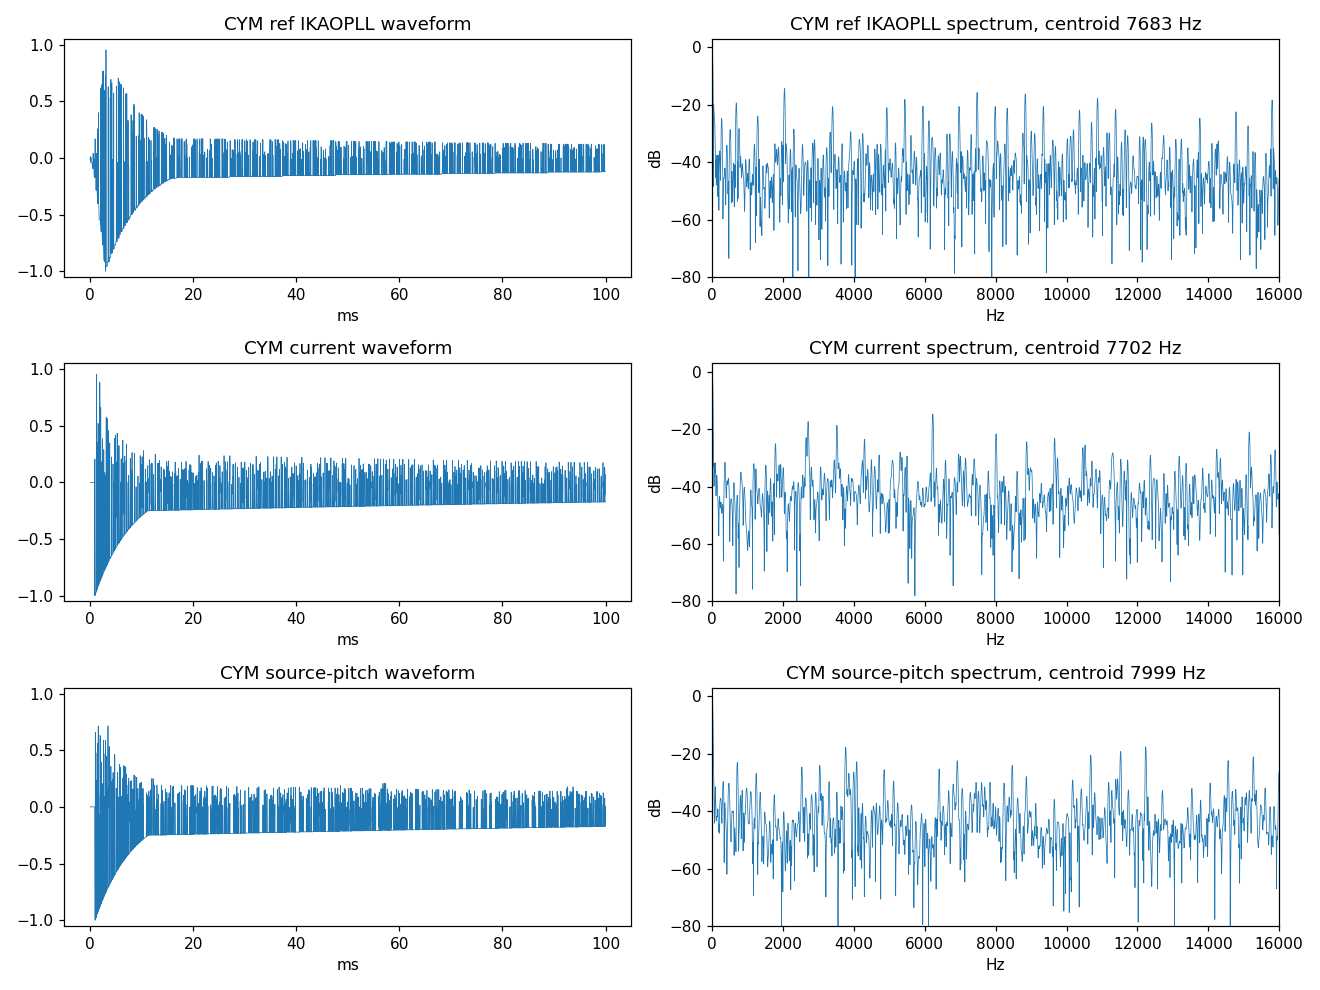 CYM ref IKAOPLL waveform
1.0
0.5
0.0
−0.5
−1.0
0 20 40 60 80 100
ms
CYM ref IKAOPLL spectrum, centroid 7683 Hz
dB
0
−20
−40
−60
−80
0 2000 4000 6000 8000 10000 12000 14000 16000
Hz
CYM current waveform
1.0
0.5
0.0
−0.5
−1.0
0 20 40 60 80 100
ms
CYM current spectrum, centroid 7702 Hz
dB
0
−20
−40
−60
−80
0 2000 4000 6000 8000 10000 12000 14000 16000
Hz
CYM source-pitch waveform
1.0
0.5
0.0
−0.5
−1.0
0 20 40 60 80 100
ms
CYM source-pitch spectrum, centroid 7999 Hz
dB
0
−20
−40
−60
−80
0 2000 4000 6000 8000 10000 12000 14000 16000
Hz